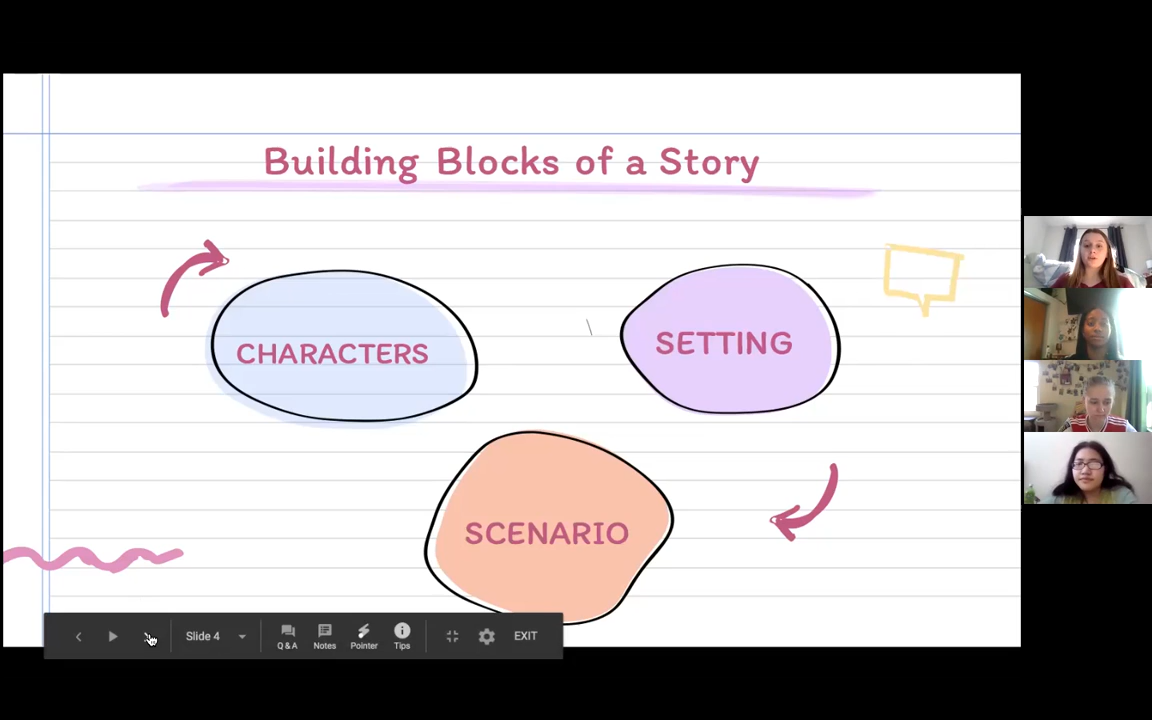 Building Blocks of a Story
CHARACTERS
SETTING
SCENARIO
Slide 4
Q & A
Notes
Pointer
Tips
EXIT